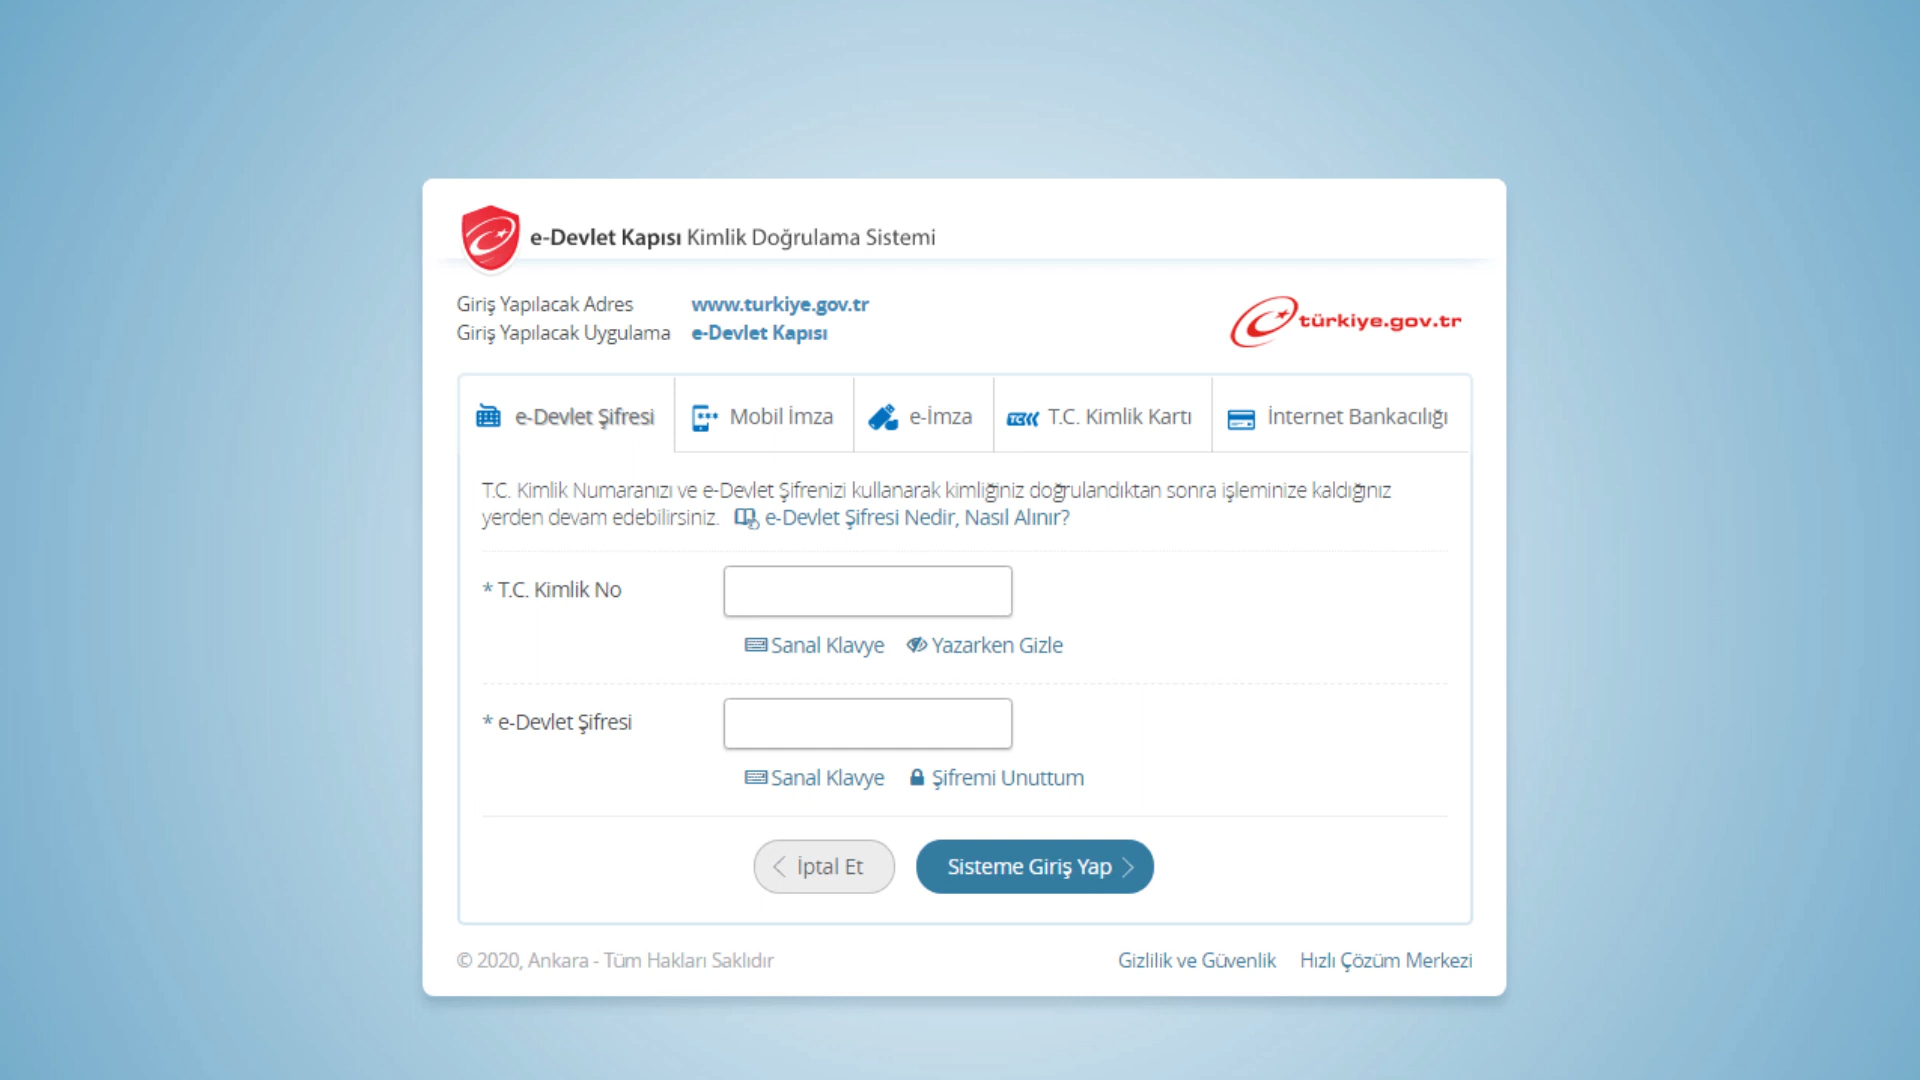 e-Devlet Kapısı Kimlik Doğrulama Sistemi
Giriş Yapılacak Adres www.turkiye.gov.tr
Giriş Yapılacak Uygulama e-Devlet Kapısı
türkiye.gov.tr
e-Devlet Şifresi Mobil İmza e-İmza T.C. Kimlik Kartı İnternet Bankacılığı
T.C. Kimlik Numaranızı ve e-Devlet Şifrenizi kullanarak kimliğiniz doğrulandıktan sonra işleminize kaldığınız
yerden devam edebilirsiniz. e-Devlet Şifresi Nedir, Nasıl Alınır?
* T.C. Kimlik No
Sanal Klavye Yazarken Gizle
* e-Devlet Şifresi
Sanal Klavye Şifremi Unuttum
İptal Et Sisteme Giriş Yap
© 2020, Ankara - Tüm Hakları Saklıdır Gizlilik ve Güvenlik Hızlı Çözüm Merkezi